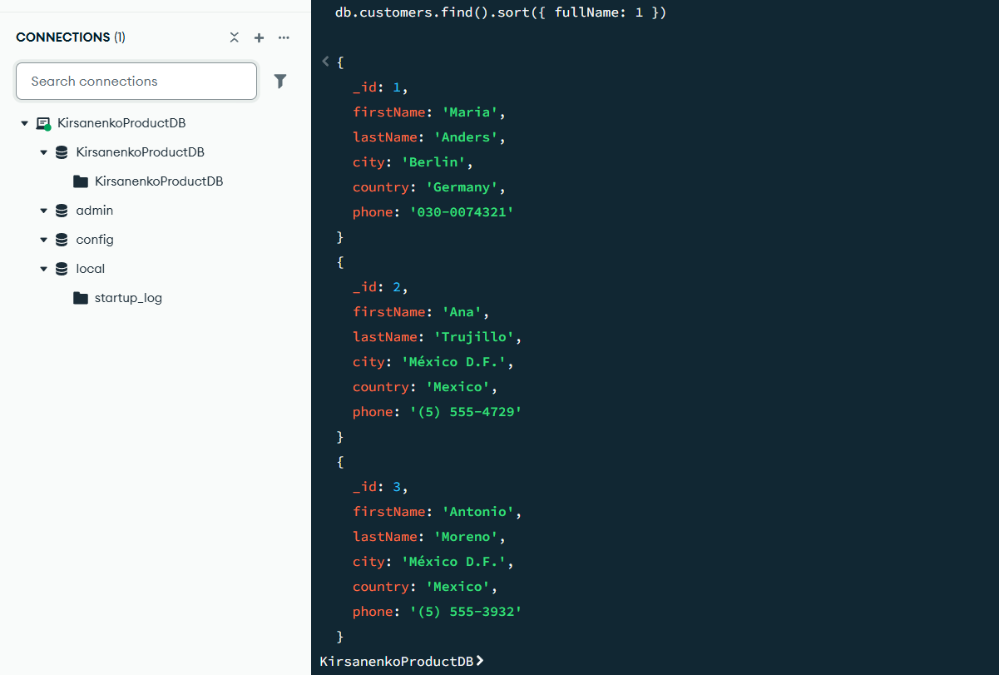 CONNECTIONS (1)
Search connections
KirsanenkoProductDB
KirsanenkoProductDB
KirsanenkoProductDB
admin
config
local
startup_log
db.customers.find().sort({ fullName: 1 })
{
_id: 1,
firstName: 'Maria',
lastName: 'Anders',
city: 'Berlin',
country: 'Germany',
phone: '030-0074321'
}
{
_id: 2,
firstName: 'Ana',
lastName: 'Trujillo',
city: 'México D.F.',
country: 'Mexico',
phone: '(5) 555-4729'
}
{
_id: 3,
firstName: 'Antonio',
lastName: 'Moreno',
city: 'México D.F.',
country: 'Mexico',
phone: '(5) 555-3932'
}
KirsanenkoProductDB>